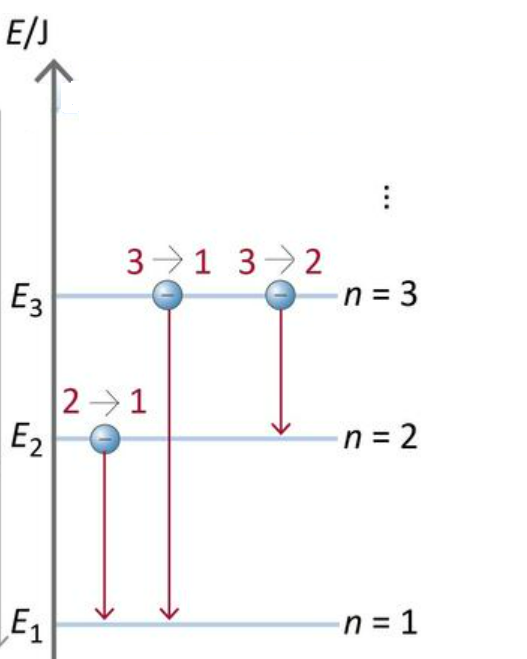 E/J
⋮
3 → 1 3 → 2
E₃ n = 3
2 → 1
E₂ n = 2
E₁ n = 1